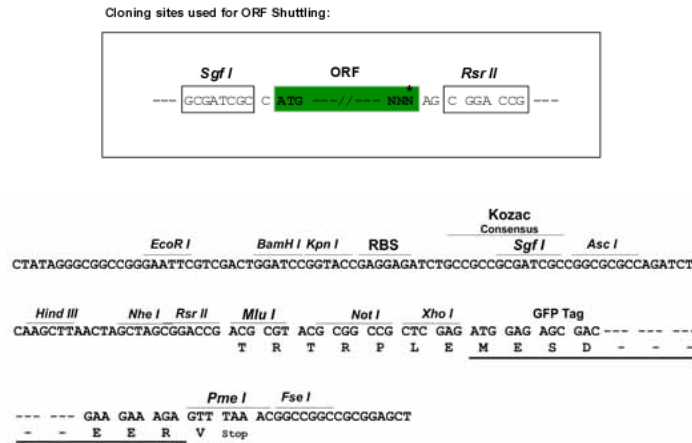 Cloning sites used for ORF Shuttling:
Sgf I ORF Rsr II
--- GCGATCGC C ATG ---//--- NNN* AG C GGA CCG ---
Kozac
Consensus
EcoR I BamH I Kpn I RBS Sgf I Asc I
CTATAGGGCGGCCGGGAATTCGTCGACTGGATCCGGTACCGAGGAGATCTGCCGCCGCGATCGCCGGCGCGCCAGATCT
Hind III Nhe I Rsr II Mlu I Not I Xho I GFP Tag
CAAGCTTAACTAGCTAGCGGACCG ACG CGT ACG CGG CCG CTC GAG ATG GAG AGC GAC--- --- ---
T R T R P L E M E S D - - -
Pme I Fse I
--- --- GAA GAA AGA GTT TAA ACGGCCGGCCGCGGAGCT
- - E E R V Stop